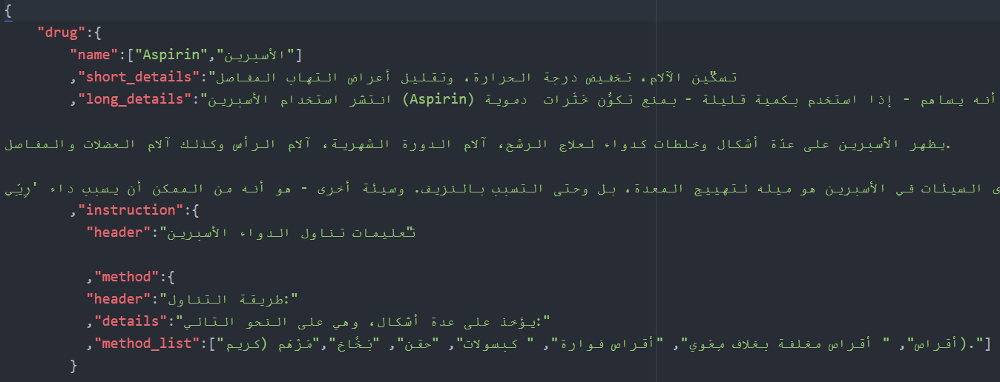 {
"drug":{
"name":["Aspirin","الأسبرين"]
,"short_details":"تسكين الآلام، تخفيض درجة الحرارة، وتقليل أعراض التهاب المفاصل"
,"long_details":"انتشر استخدام الأسبرين (Aspirin) أنه يساهم - إذا استخدم بكمية قليلة - بمنع تكوُّن خَثَرات دموية
يظهر الأسبرين على عدّة أشكال وخلطات كدواء لعلاج الرشح، آلام الدورة الشهرية، آلام الرأس وكذلك آلام العضلات والمفاصل.
السيئات في الأسبرين هو ميله لتهييج المعدة، بل وحتى التسبب بالنزيف. وسيئة أخرى - هو أنه من الممكن أن يسبب داء 'رِيّي
,"instruction":{
"header":"تعليمات تناول الدواء الأسبرين"
,"method":{
"header":"طريقة التناول:"
,"details":"يؤخذ على عدة أشكال، وهي على النحو التالي:"
,"method_list":["أقراص", " أقراص مغلفة بغلاف مِعَوي", "أقراص فوارة", " كبسولات", "حقن", "بَخَّاخ","مَرْهَم (كريم)."]
}